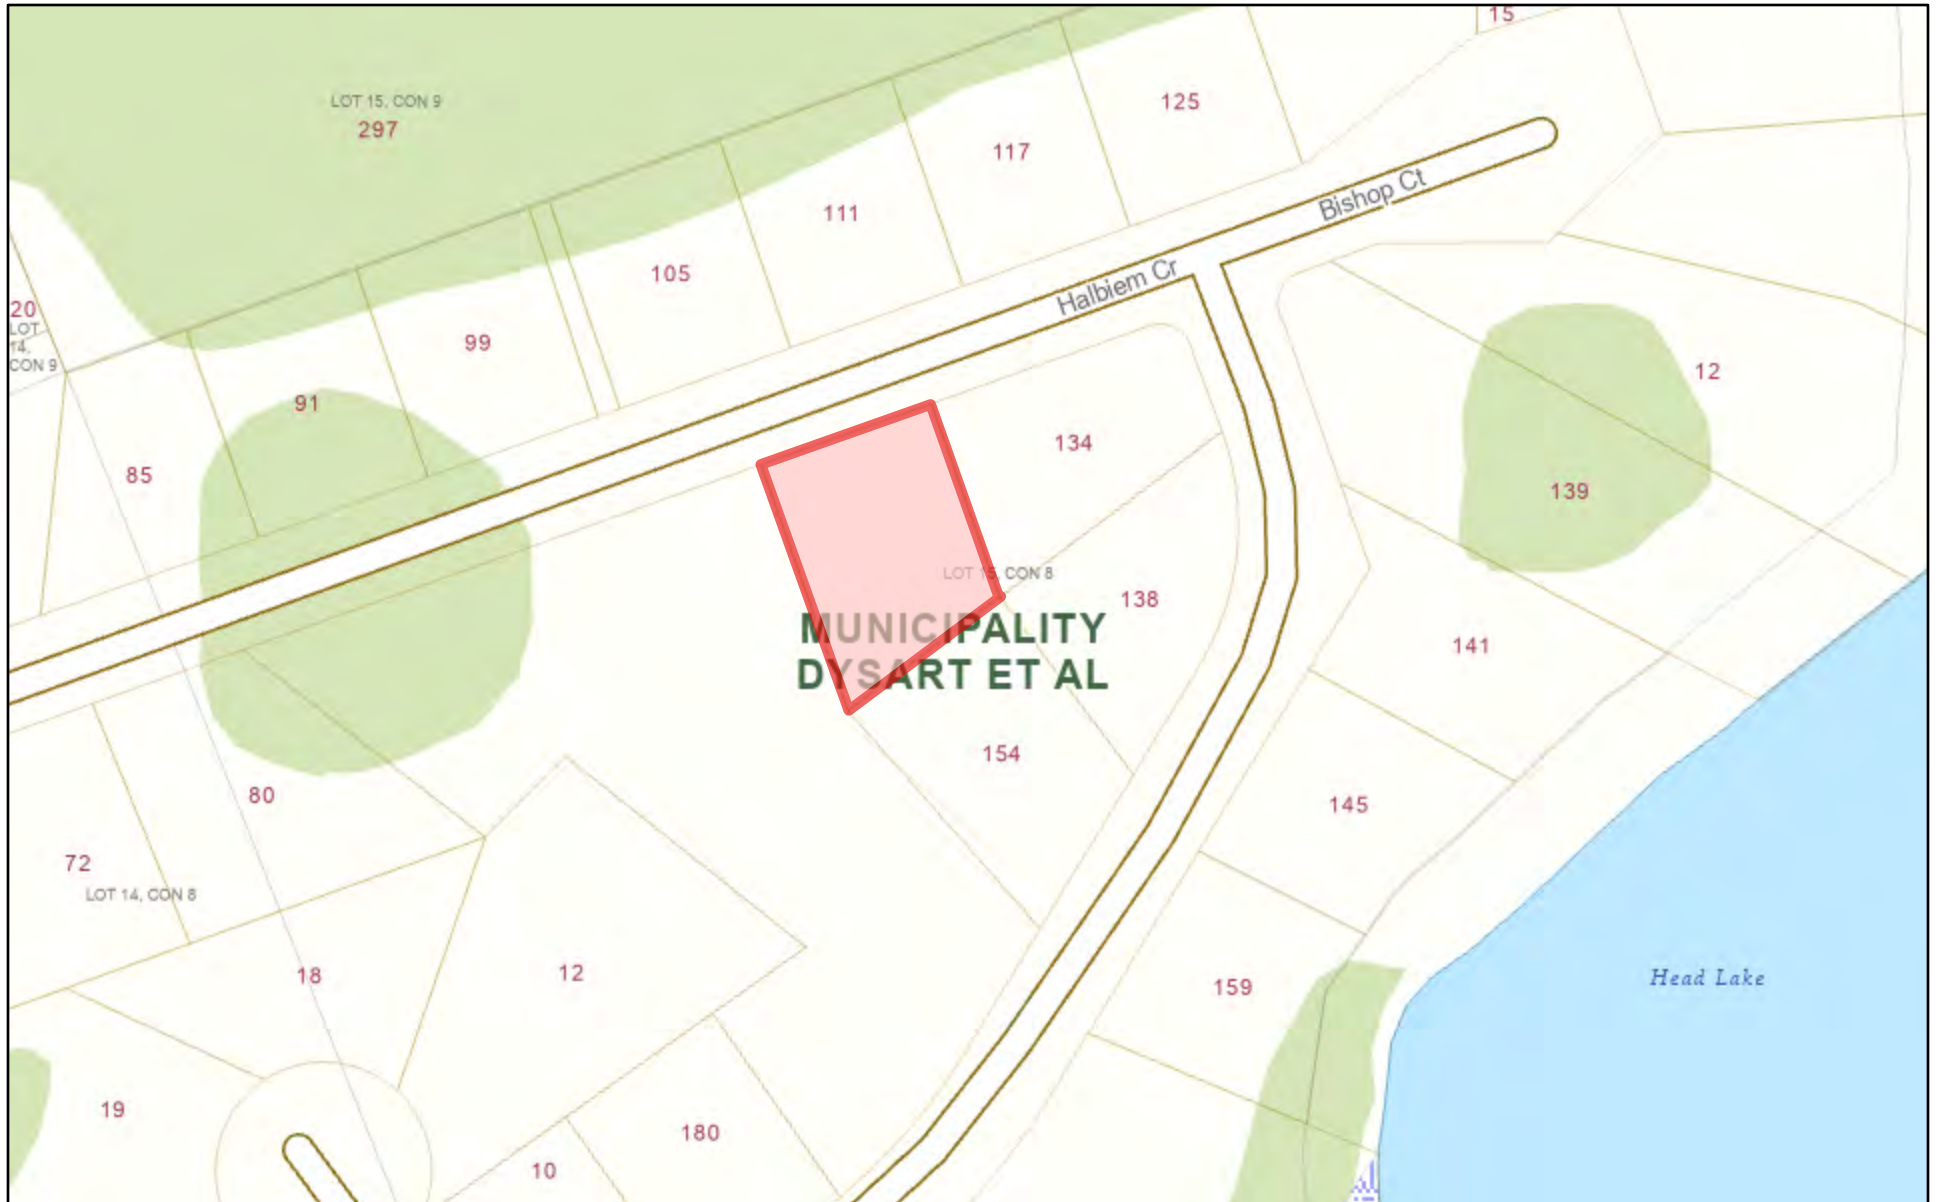 15
LOT 15, CON 9
297
125
117
Bishop Ct
111
105
Halbiem Cr
20
LOT
14,
CON 9
99
12
91
134
85
139
LOT 15, CON 8
138
MUNICIPALITY
DYSART ET AL
141
154
80
145
72
LOT 14, CON 8
18
12
159
Head Lake
19
180
10